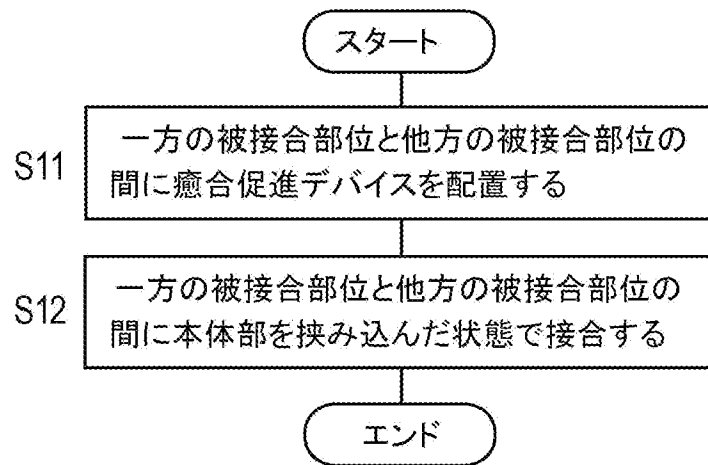 スタート
S11
一方の被接合部位と他方の被接合部位の
間に癒合促進デバイスを配置する
S12
一方の被接合部位と他方の被接合部位の
間に本体部を挟み込んだ状態で接合する
エンド